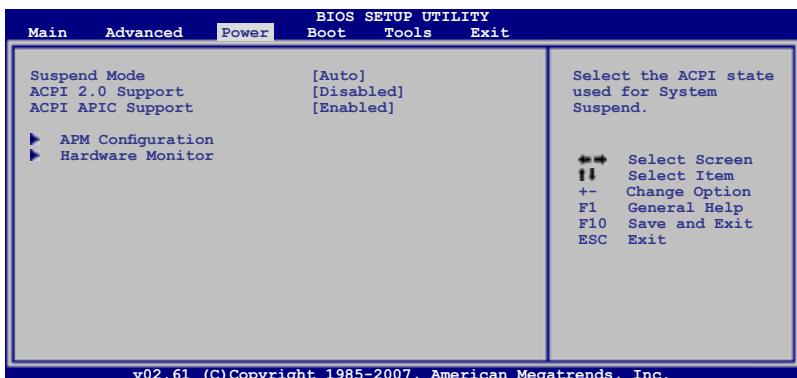 BIOS SETUP UTILITY
Main Advanced Power Boot Tools Exit
Suspend Mode [Auto]
ACPI 2.0 Support [Disabled]
ACPI APIC Support [Enabled]
APM Configuration
Hardware Monitor
Select the ACPI state
used for System
Suspend.
Select Screen
Select Item
+- Change Option
F1 General Help
F10 Save and Exit
ESC Exit
v02.61 (C)Copyright 1985-2007, American Megatrends, Inc.